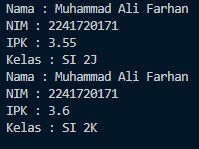 Nama : Muhammad Ali Farhan
NIM : 2241720171
IPK : 3.55
Kelas : SI 2J
Nama : Muhammad Ali Farhan
NIM : 2241720171
IPK : 3.6
Kelas : SI 2K